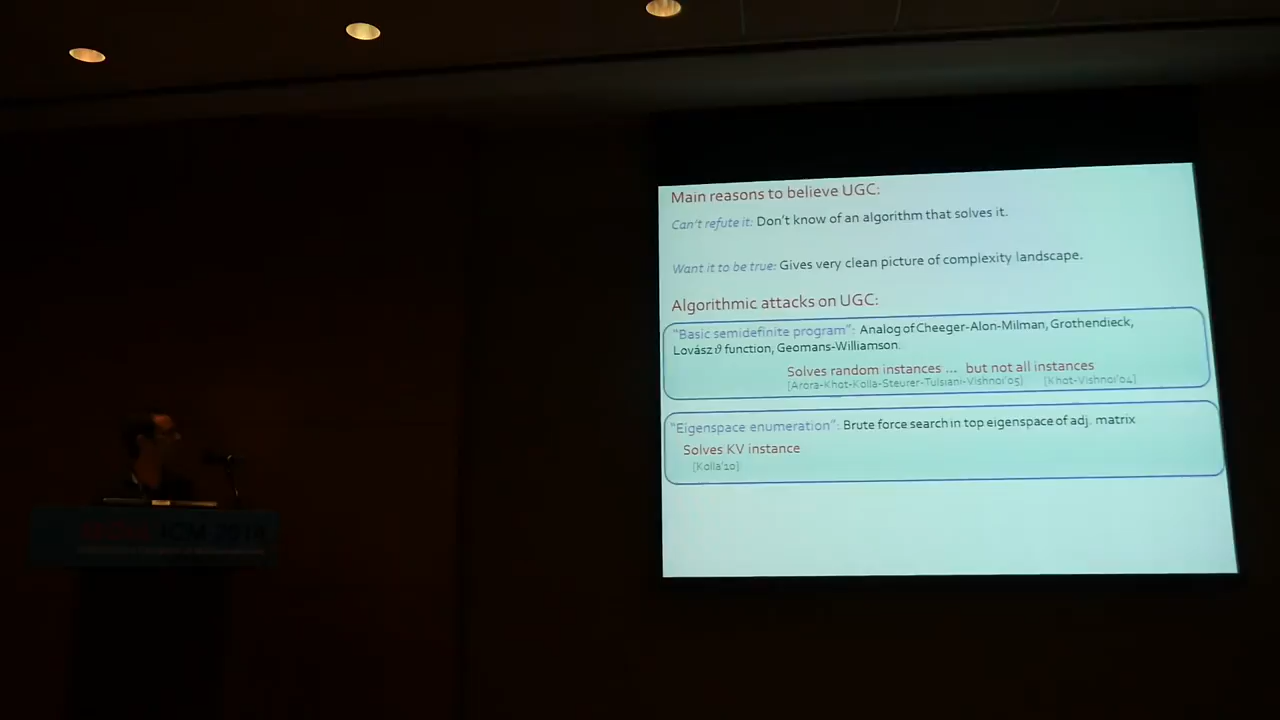 Main reasons to believe UGC:
Can't refute it: Don't know of an algorithm that solves it.
Want it to be true: Gives very clean picture of complexity landscape.
Algorithmic attacks on UGC:
"Basic semidefinite program": Analog of Cheeger-Alon-Milman, Grothendieck,
Lovász ϑ function, Geomans-Williamson.
Solves random instances ... but not all instances
[Arora-Khot-Kolla-Steurer-Tulsiani-Vishnoi'05) [Khot-Vishnoi'04]
"Eigenspace enumeration": Brute force search in top eigenspace of adj. matrix
Solves KV instance
[Kolla'10]
ICM 2014